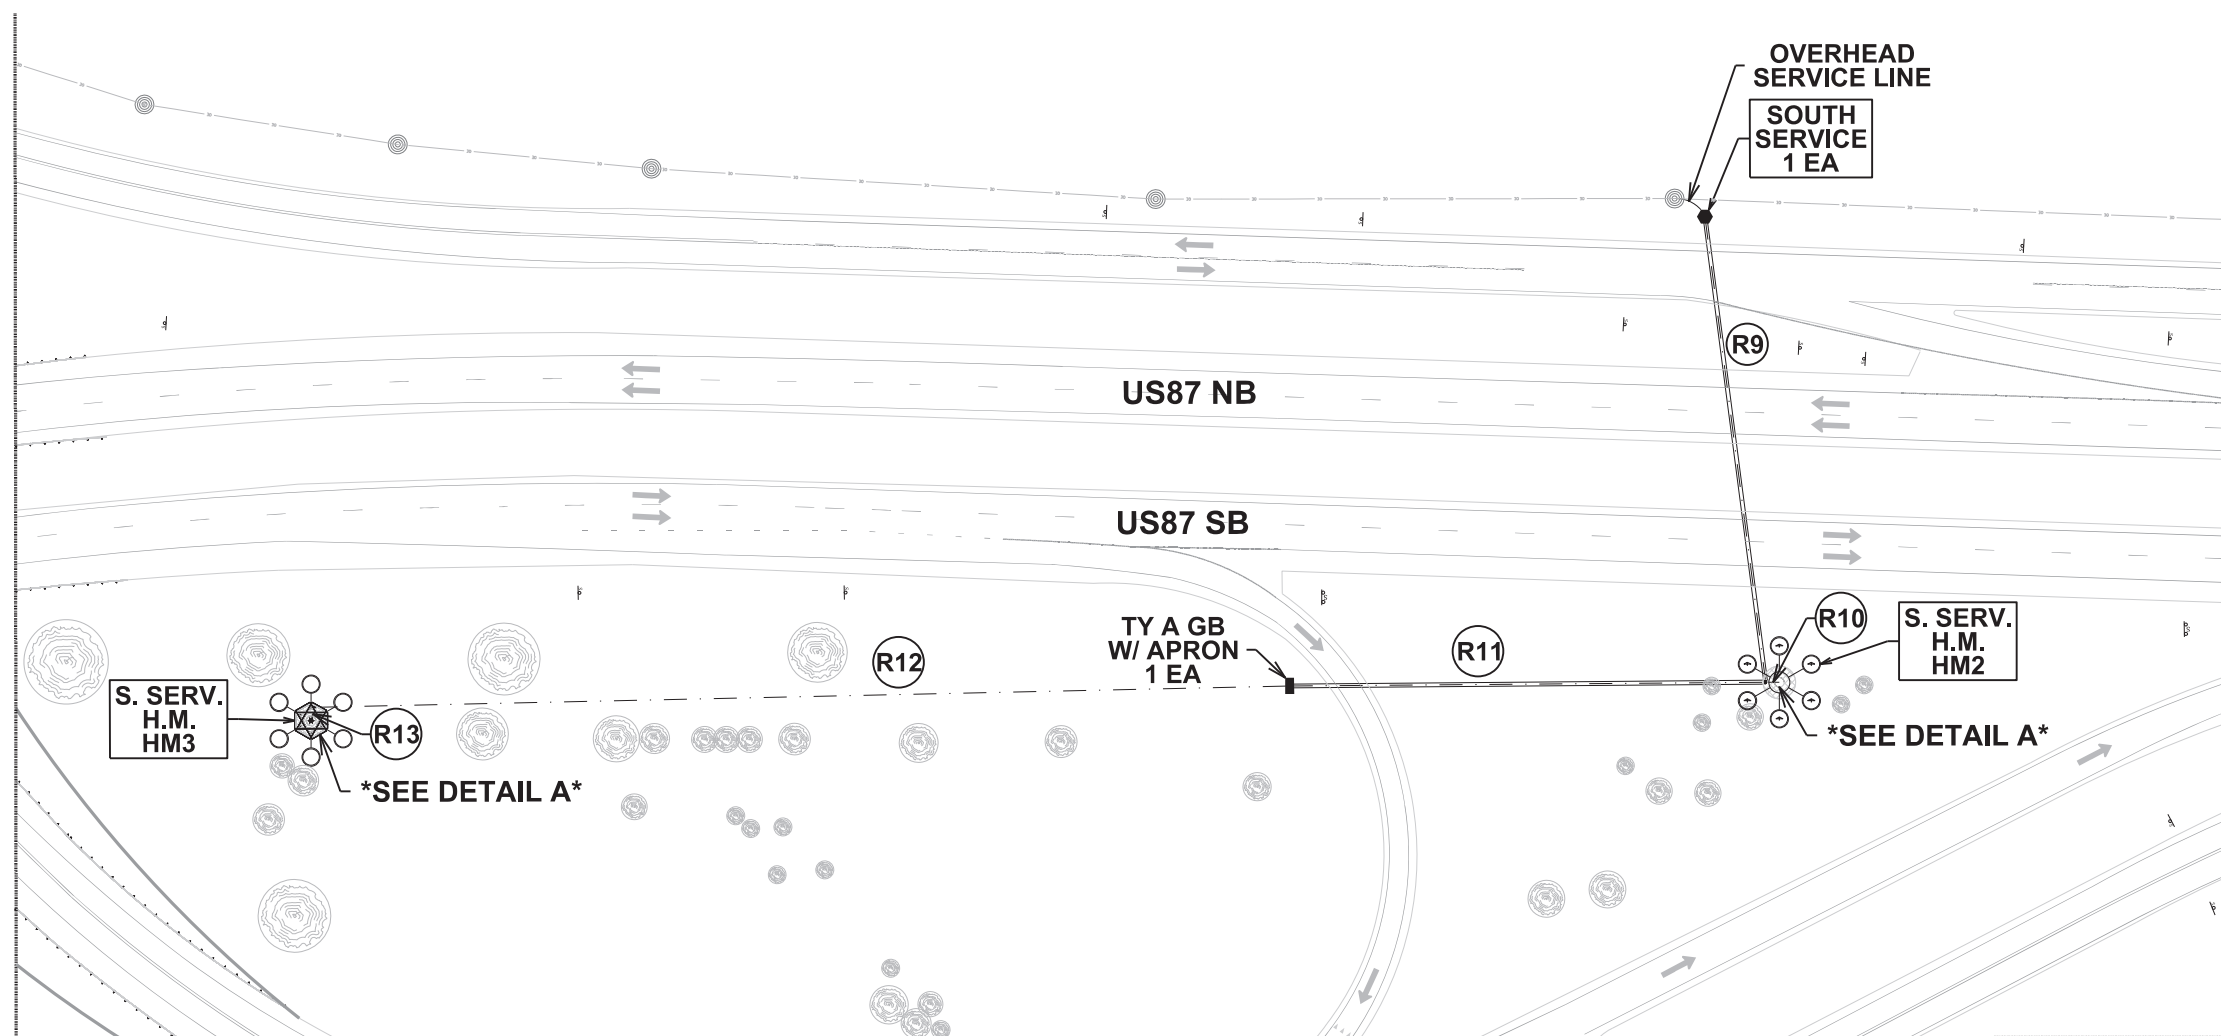 OVERHEAD
SERVICE LINE
SOUTH
SERVICE
1 EA
R9
US87 NB
US87 SB
TY A GB
W/ APRON
1 EA
R12
R11
R10
S. SERV.
H.M.
HM2
S. SERV.
H.M.
HM3
R13
*SEE DETAIL A*
*SEE DETAIL A*